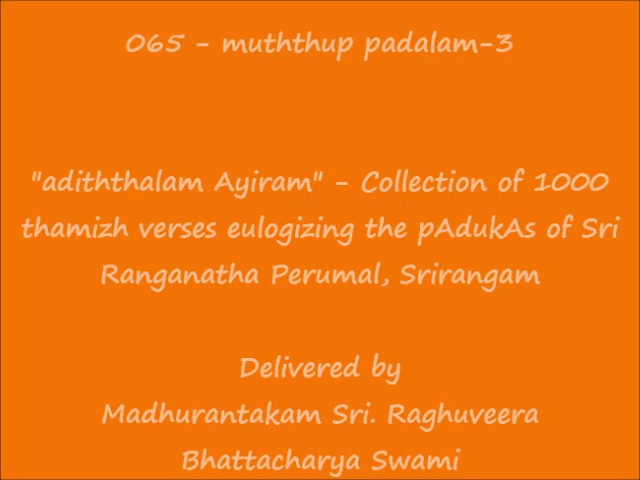 065 - muththup padalam-3
"adiththalam Ayiram" - Collection of 1000
thamizh verses eulogizing the pAdukAs of Sri
Ranganatha Perumal, Srirangam
Delivered by
Madhurantakam Sri. Raghuveera
Bhattacharya Swami